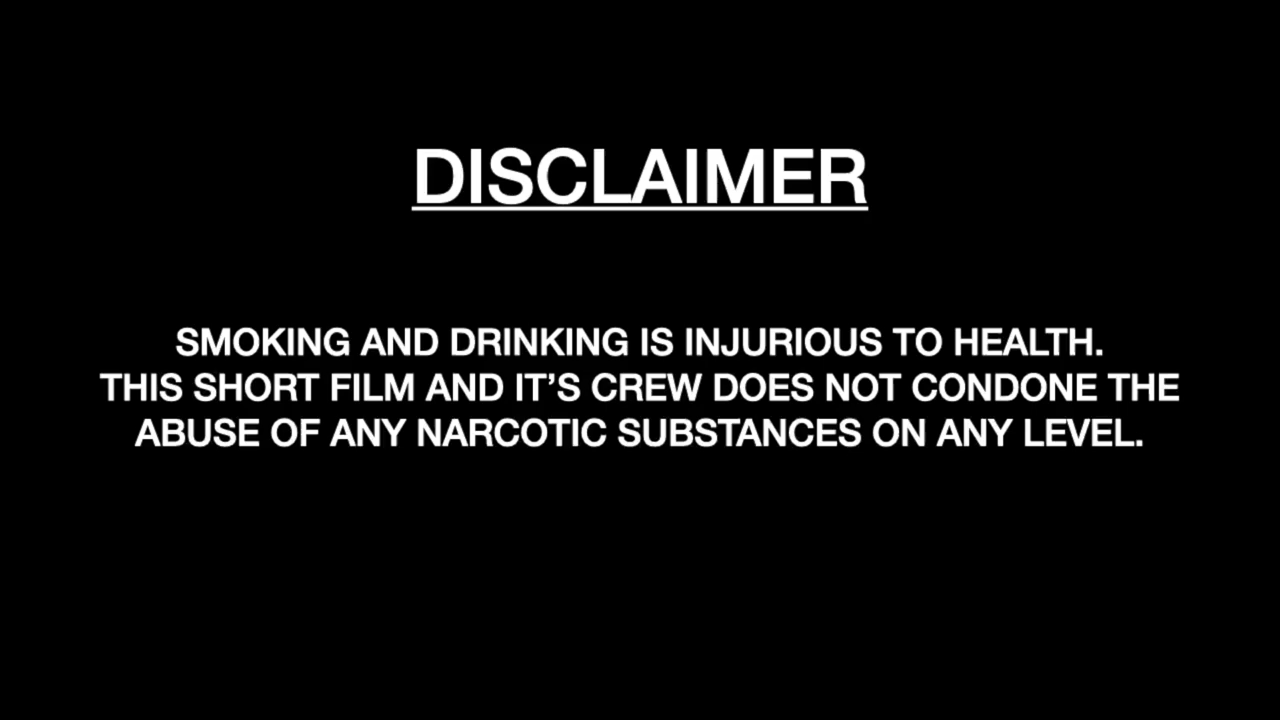 DISCLAIMER
SMOKING AND DRINKING IS INJURIOUS TO HEALTH.
THIS SHORT FILM AND IT’S CREW DOES NOT CONDONE THE
ABUSE OF ANY NARCOTIC SUBSTANCES ON ANY LEVEL.